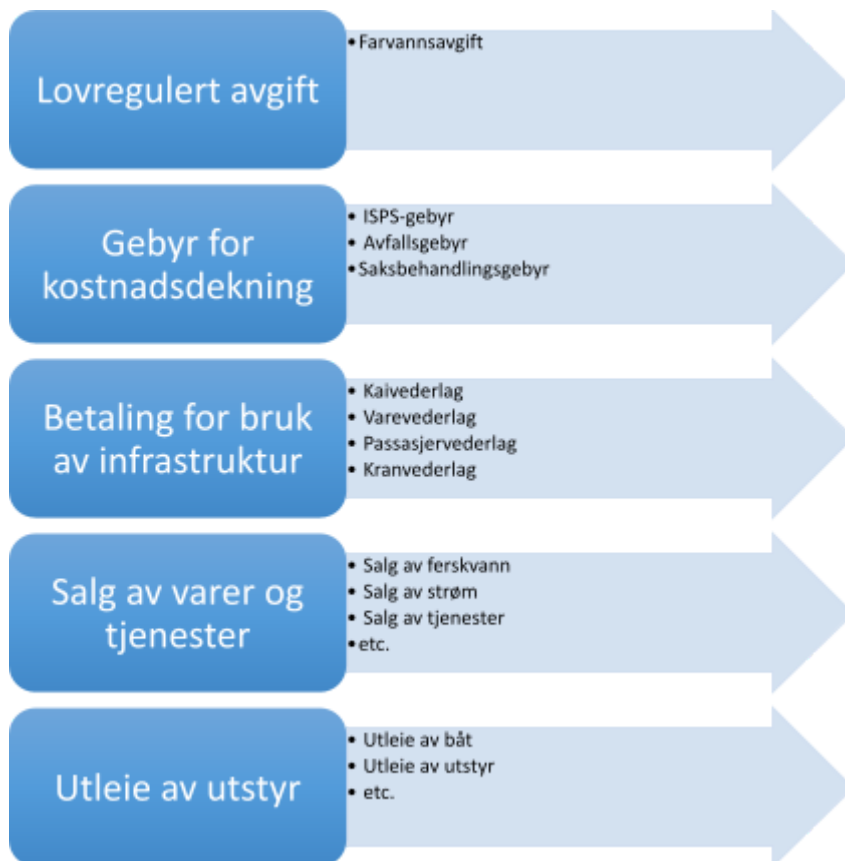 Lovregulert avgift
•Farvannsavgift
Gebyr for
kostnadsdekning
• ISPS-gebyr
• Avfallsgebyr
•Saksbehandlingsgebyr
Betaling for bruk
av infrastruktur
• Kaivederlag
• Varevederlag
• Passasjervederlag
• Kranvederlag
Salg av varer og
tjenester
• Salg av ferskvann
• Salg av strøm
• Salg av tjenester
•etc.
Utleie av utstyr
• Utleie av båt
• Utleie av utstyr
• etc.